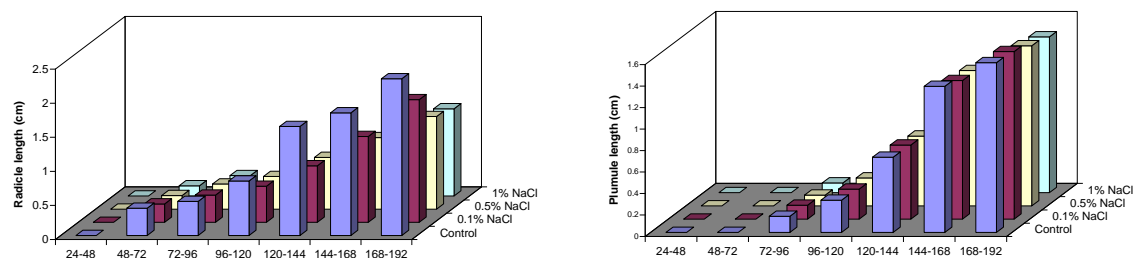 Radicle length (cm)
2.5
2
1.5
1
0.5
0
24-48 48-72 72-96 96-120 120-144 144-168 168-192
1% NaCl
0.5% NaCl
0.1% NaCl
Control
Plumule length (cm)
1.6
1.4
1.2
1
0.8
0.6
0.4
0.2
0
24-48 48-72 72-96 96-120 120-144 144-168 168-192
1% NaCl
0.5% NaCl
0.1% NaCl
Control